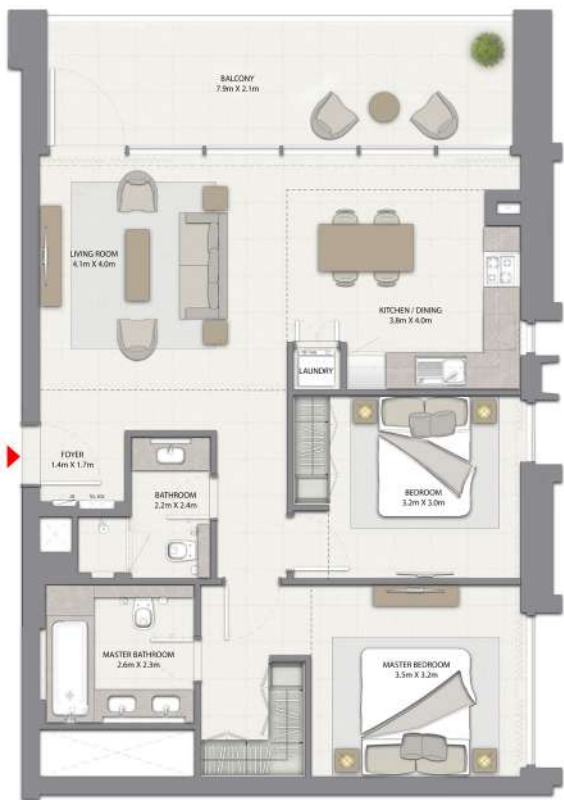 BALCONY
7.9m X 2.1m
LIVING ROOM
4.1m X 4.0m
KITCHEN / DINING
3.8m X 4.0m
LAUNDRY
FOYER
1.4m X 1.7m
BATHROOM
2.2m X 2.4m
BEDROOM
3.2m X 3.0m
MASTER BATHROOM
2.6m X 2.3m
MASTER BEDROOM
3.5m X 3.2m